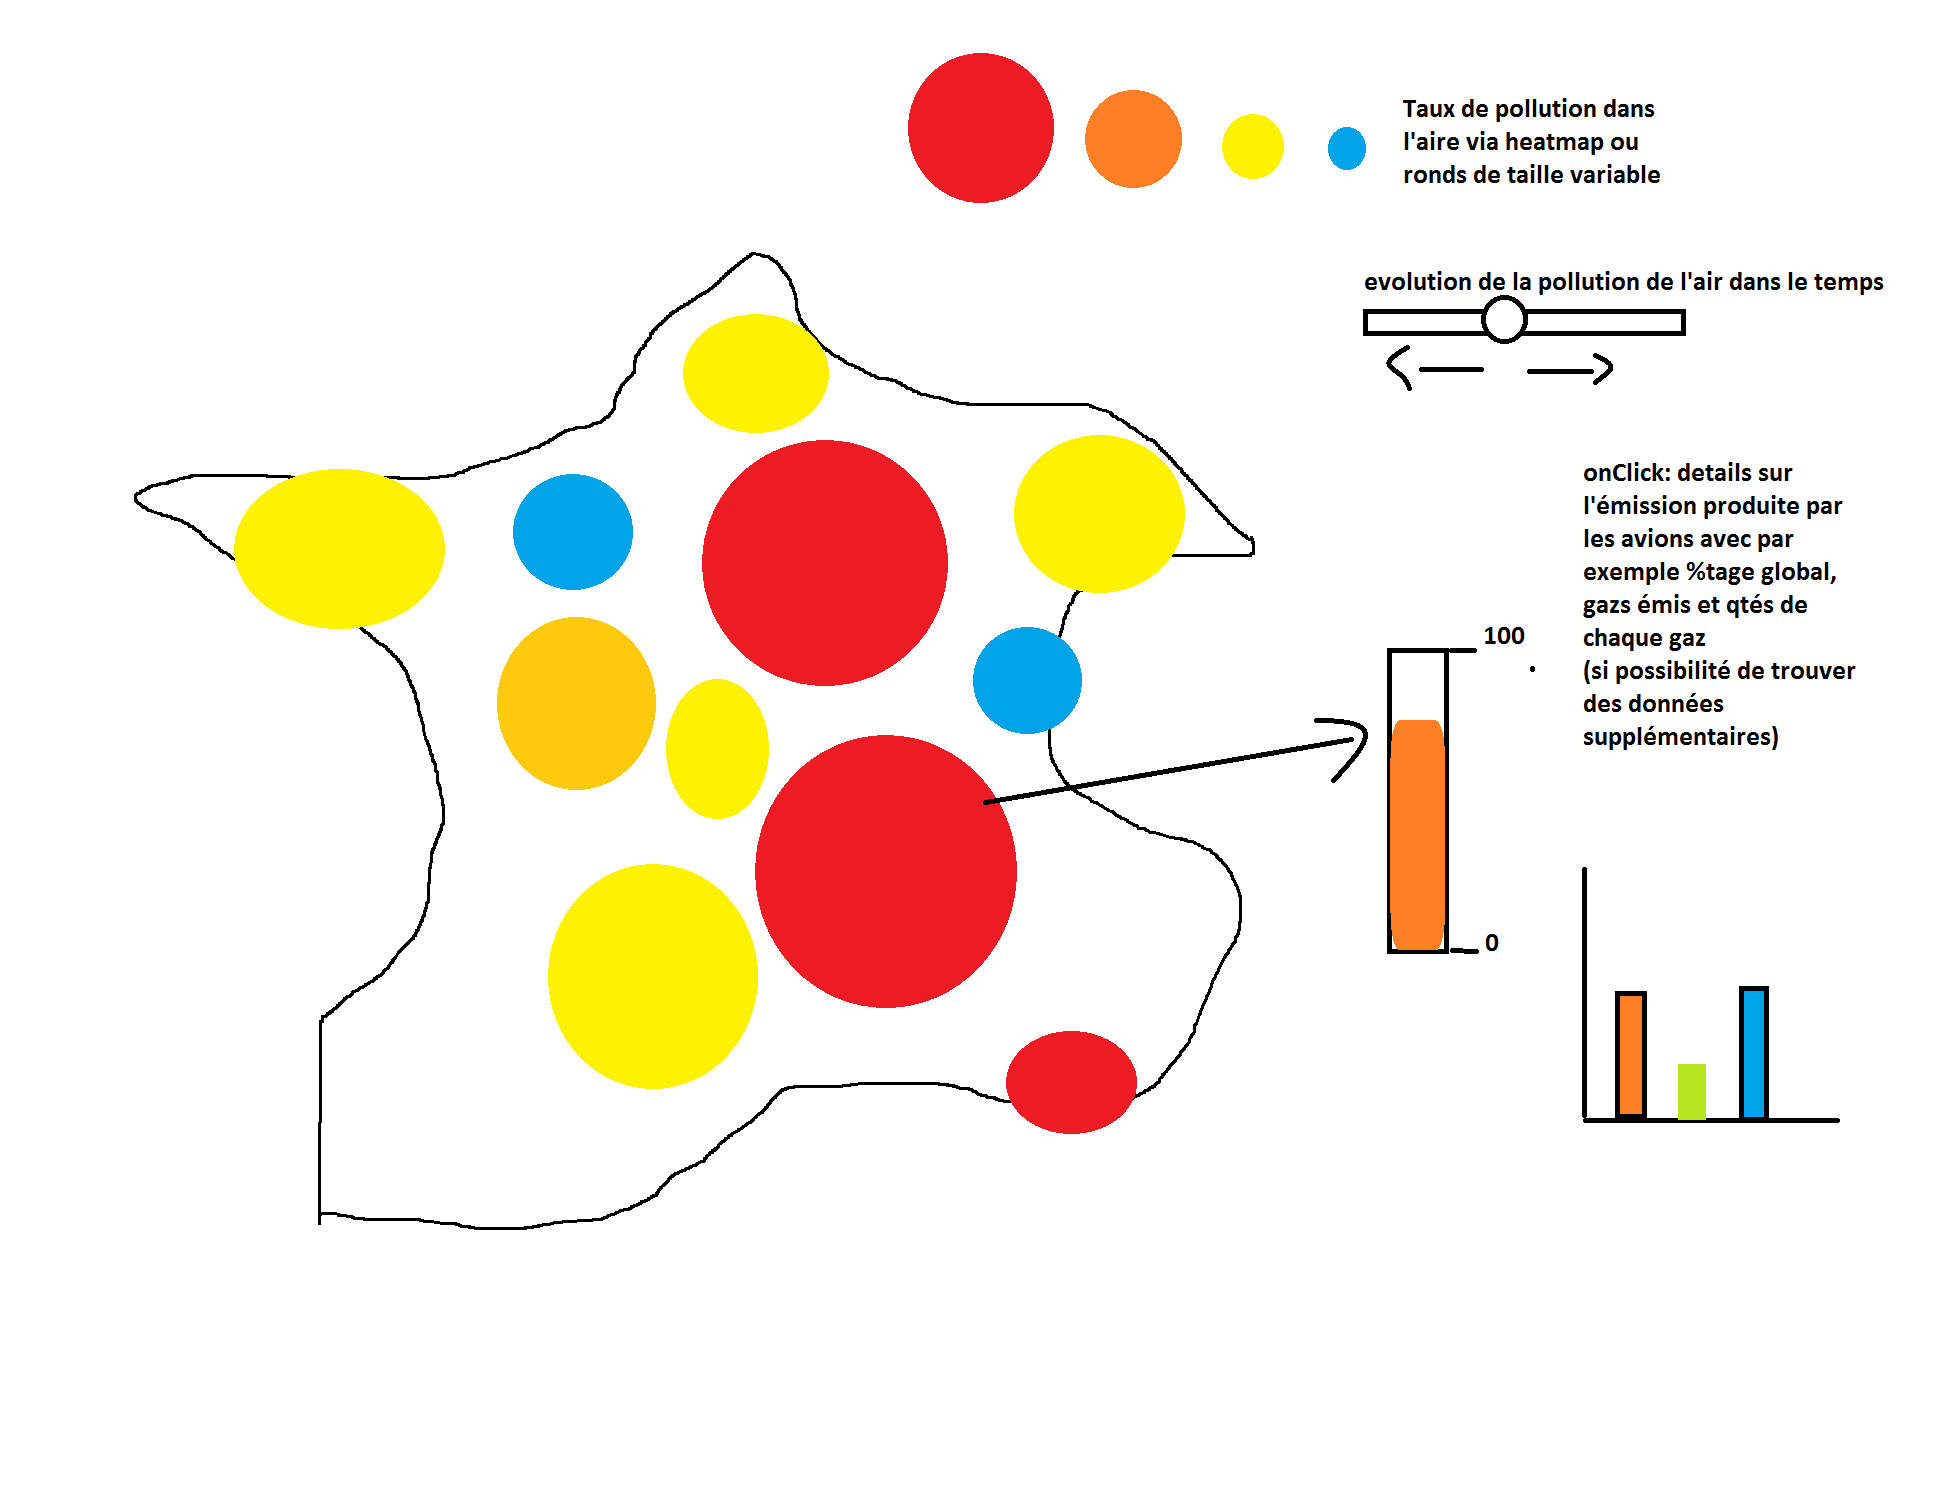 Taux de pollution dans
l'aire via heatmap ou
ronds de taille variable
evolution de la pollution de l'air dans le temps
onClick: details sur
l'émission produite par
les avions avec par
exemple %tage global,
gazs émis et qtés de
chaque gaz
(si possibilité de trouver
des données
supplémentaires)
100
0